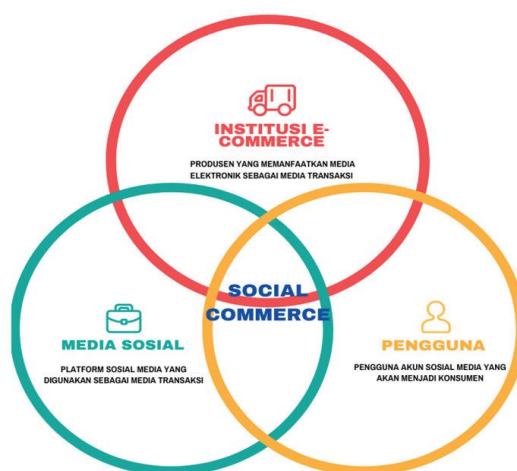 INSTITUSI E-
COMMERCE
PRODUSEN YANG MEMANFAATKAN MEDIA
ELEKTRONIK SEBAGAI MEDIA TRANSAKSI
SOCIAL
COMMERCE
MEDIA SOSIAL
PLATFORM SOSIAL MEDIA YANG
DIGUNAKAN SEBAGAI MEDIA TRANSAKSI
PENGGUNA
PENGGUNA AKUN SOSIAL MEDIA YANG
AKAN MENJADI KONSUMEN